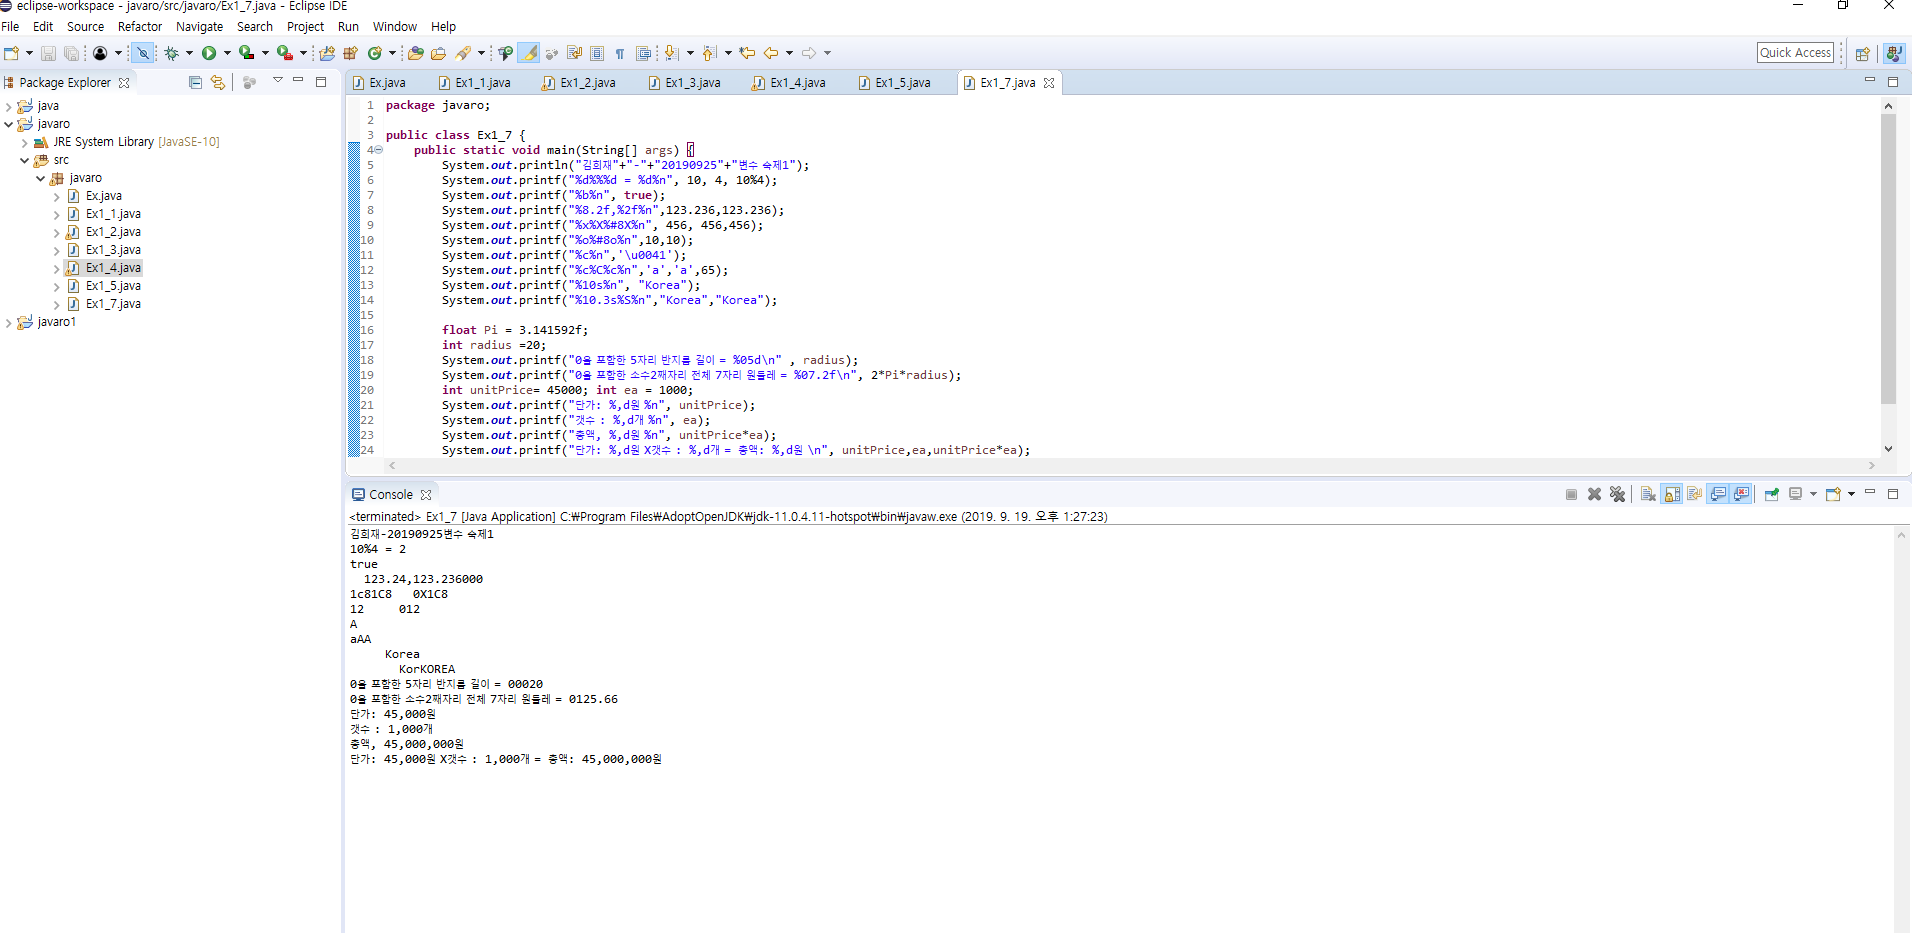 eclipse-workspace - javaro/src/javaro/Ex1_7.java - Eclipse IDE
File Edit Source Refactor Navigate Search Project Run Window Help
Quick Access
Package Explorer
Ex.java Ex1_1.java Ex1_2.java Ex1_3.java Ex1_4.java Ex1_5.java Ex1_7.java
java
javaro
JRE System Library [JavaSE-10]
src
javaro
Ex.java
Ex1_1.java
Ex1_2.java
Ex1_3.java
Ex1_4.java
Ex1_5.java
Ex1_7.java
javaro1
1 package javaro;
2
3 public class Ex1_7 {
4 public static void main(String[] args) {
5 System.out.println("김희재"+"-"+"20190925"+"변수 숙제1");
6 System.out.printf("%d%%%d = %d%n", 10, 4, 10%4);
7 System.out.printf("%b%n", true);
8 System.out.printf("%8.2f,%2f%n",123.236,123.236);
9 System.out.printf("%x%X%#8X%n", 456, 456,456);
10 System.out.printf("%o%#8o%n",10,10);
11 System.out.printf("%c%n",'\u0041');
12 System.out.printf("%c%C%c%n",'a','a',65);
13 System.out.printf("%10s%n", "Korea");
14 System.out.printf("%10.3s%S%n","Korea","Korea");
15
16 float Pi = 3.141592f;
17 int radius =20;
18 System.out.printf("0을 포함한 5자리 반지름 길이 = %05d\n" , radius);
19 System.out.printf("0을 포함한 소수2째자리 전체 7자리 원둘레 = %07.2f\n", 2*Pi*radius);
20 int unitPrice= 45000; int ea = 1000;
21 System.out.printf("단가: %,d원 %n", unitPrice);
22 System.out.printf("갯수 : %,d개 %n", ea);
23 System.out.printf("총액, %,d원 %n", unitPrice*ea);
24 System.out.printf("단가: %,d원 X갯수 : %,d개 = 총액: %,d원 \n", unitPrice,ea,unitPrice*ea);
Console
<terminated> Ex1_7 [Java Application] C:₩Program Files₩AdoptOpenJDK₩jdk-11.0.4.11-hotspot₩bin₩javaw.exe (2019. 9. 19. 오후 1:27:23)
김희재-20190925변수 숙제1
10%4 = 2
true
123.24,123.236000
1c81C8 0X1C8
12 012
A
aAA
Korea
KorKOREA
0을 포함한 5자리 반지름 길이 = 00020
0을 포함한 소수2째자리 전체 7자리 원둘레 = 0125.66
단가: 45,000원
갯수 : 1,000개
총액, 45,000,000원
단가: 45,000원 X갯수 : 1,000개 = 총액: 45,000,000원